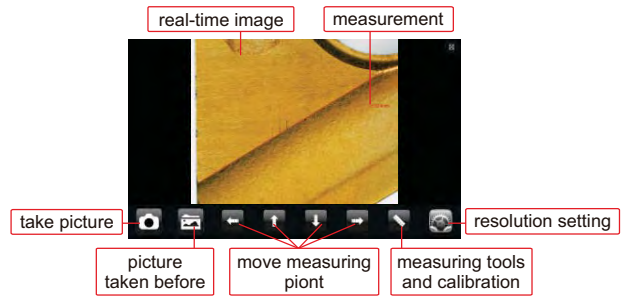 real-time image
measurement
take picture
resolution setting
picture
taken before
move measuring
piont
measuring tools
and calibration